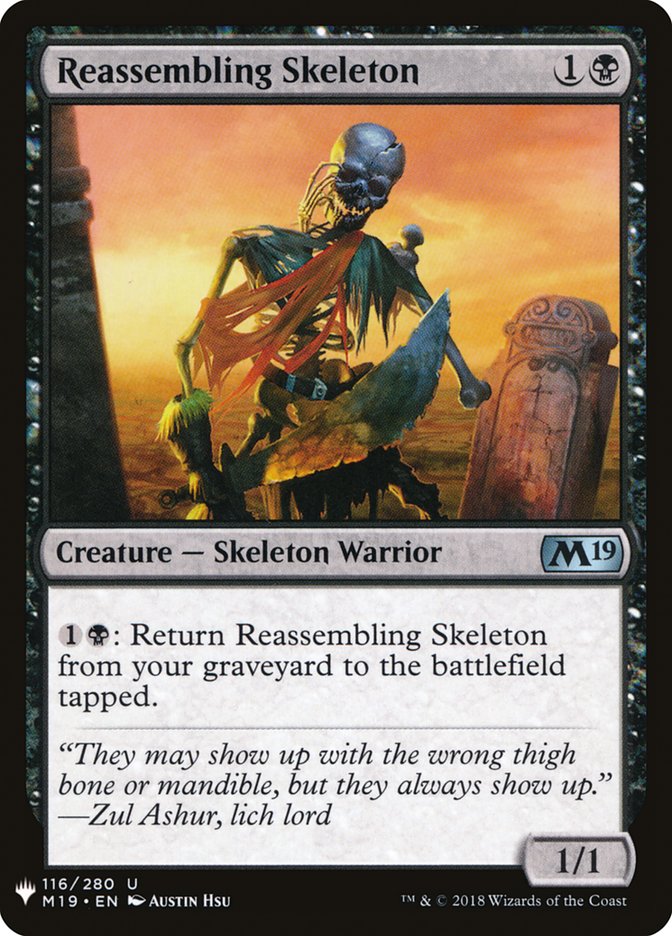 Reassembling Skeleton 1
Creature — Skeleton Warrior M19
1: Return Reassembling Skeleton
from your graveyard to the battlefield
tapped.
“They may show up with the wrong thigh
bone or mandible, but they always show up.”
—Zul Ashur, lich lord
1/1
116/280 U
M19 • EN Austin Hsu ™ & © 2018 Wizards of the Coast